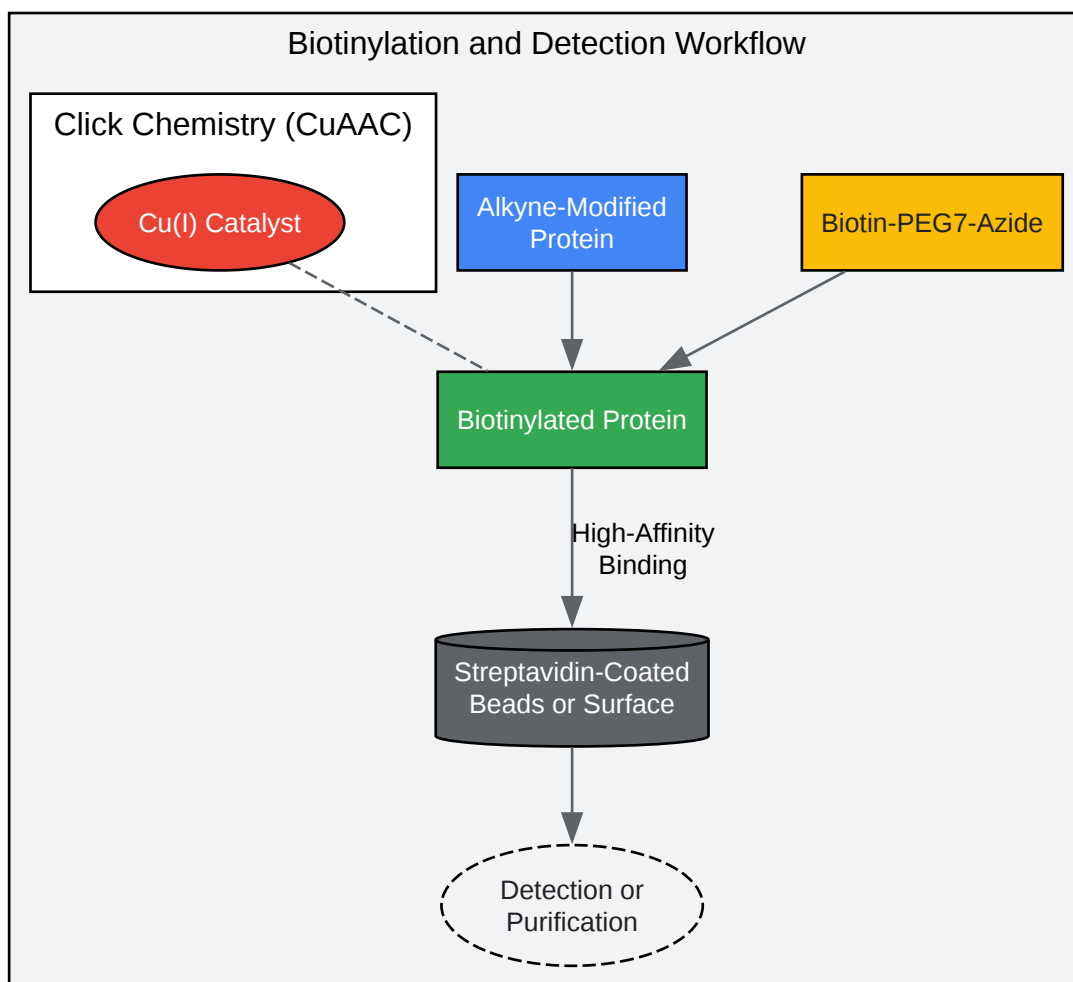 Biotinylation and Detection Workflow
Click Chemistry (CuAAC)
Cu(I) Catalyst
Alkyne-Modified
Protein
Biotin-PEG7-Azide
Biotinylated Protein
High-Affinity
Binding
Streptavidin-Coated
Beads or Surface
Detection or
Purification